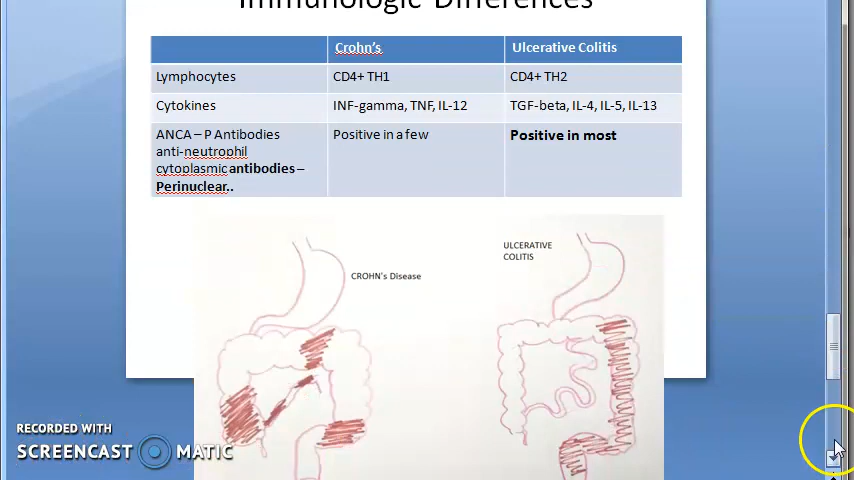 Immunologic Differences
Crohn's
Ulcerative Colitis
Lymphocytes
CD4+ TH1
CD4+ TH2
Cytokines
INF-gamma, TNF, IL-12
TGF-beta, IL-4, IL-5, IL-13
ANCA – P Antibodies
anti-neutrophil
cytoplasmic antibodies –
Perinuclear..
Positive in a few
Positive in most
CROHN's Disease
ULCERATIVE
COLITIS
RECORDED WITH
SCREENCAST MATIC